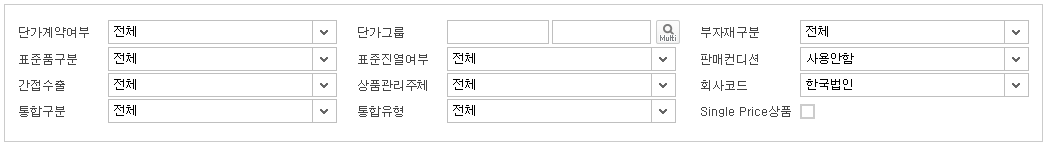 단가계약여부 전체 단가그룹 Multi 부자재구분 전체
표준품구분 전체 표준진열여부 전체 판매컨디션 사용안함
간접수출 전체 상품관리주체 전체 회사코드 한국법인
통합구분 전체 통합유형 전체 Single Price상품